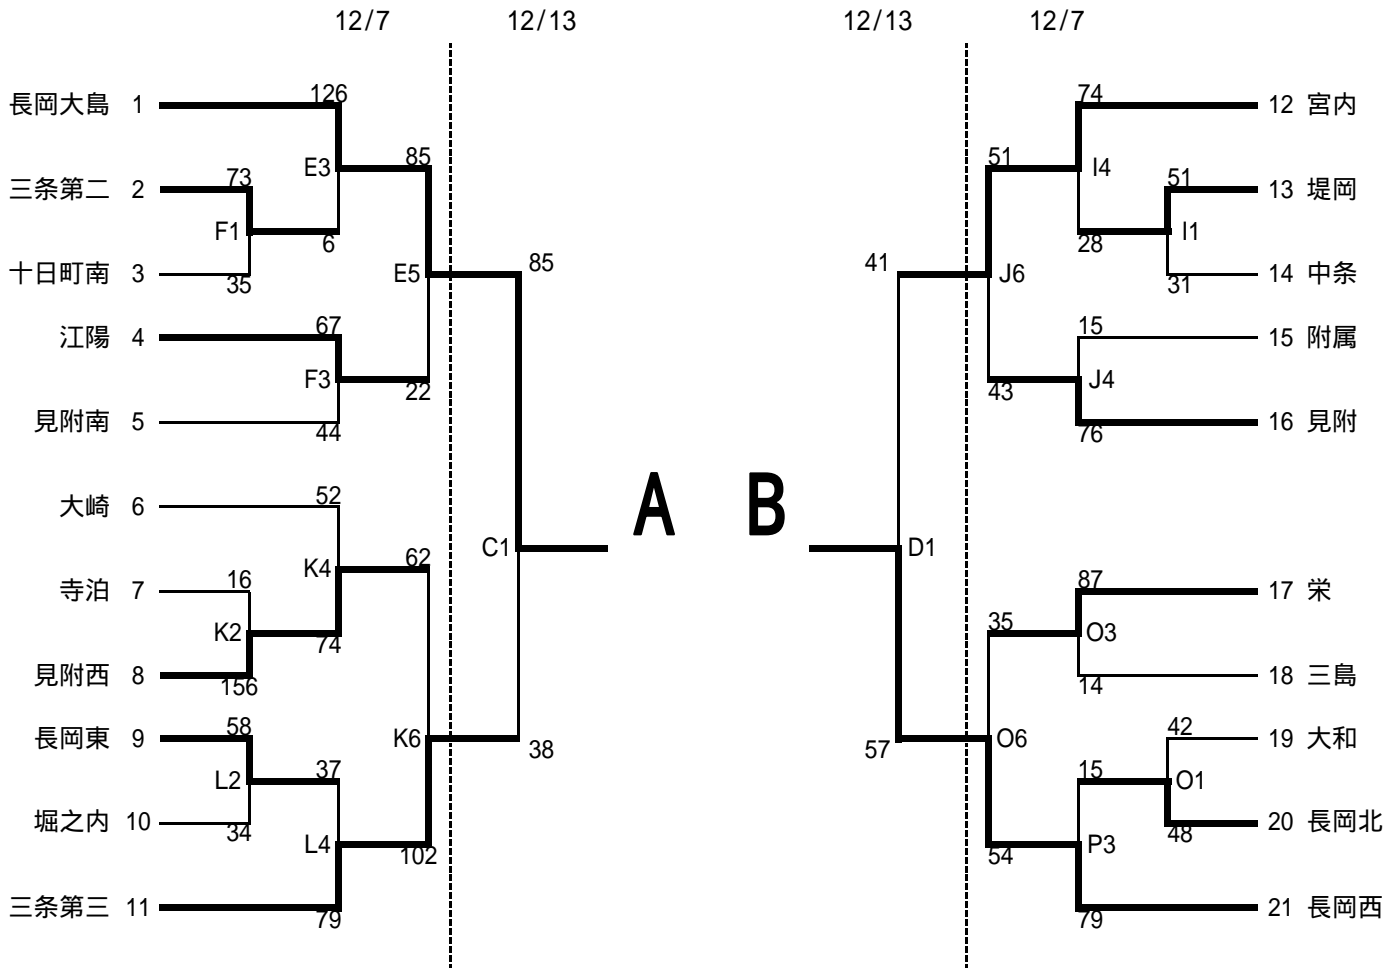 12/7 12/13 12/13 12/7
長岡大島 1 126 74 12 宮内
E3 85 51 I4
三条第二 2 73 51 13 堤岡
F1 6 28 I1
十日町南 3 35 E5 85 41 J6 31 14 中条
江陽 4 67 15 15 附属
F3 22 43 J4
見附南 5 44 76 16 見附
大崎 6 52 A B
C1 D1
K4 62
寺泊 7 16 87 17 栄
K2 74 35 O3
見附西 8 156 14 18 三島
長岡東 9 58 K6 38 57 O6 42 19 大和
L2 37 15 O1
堀之内 10 34 48 20 長岡北
L4 102 54 P3
三条第三 11 79 79 21 長岡西